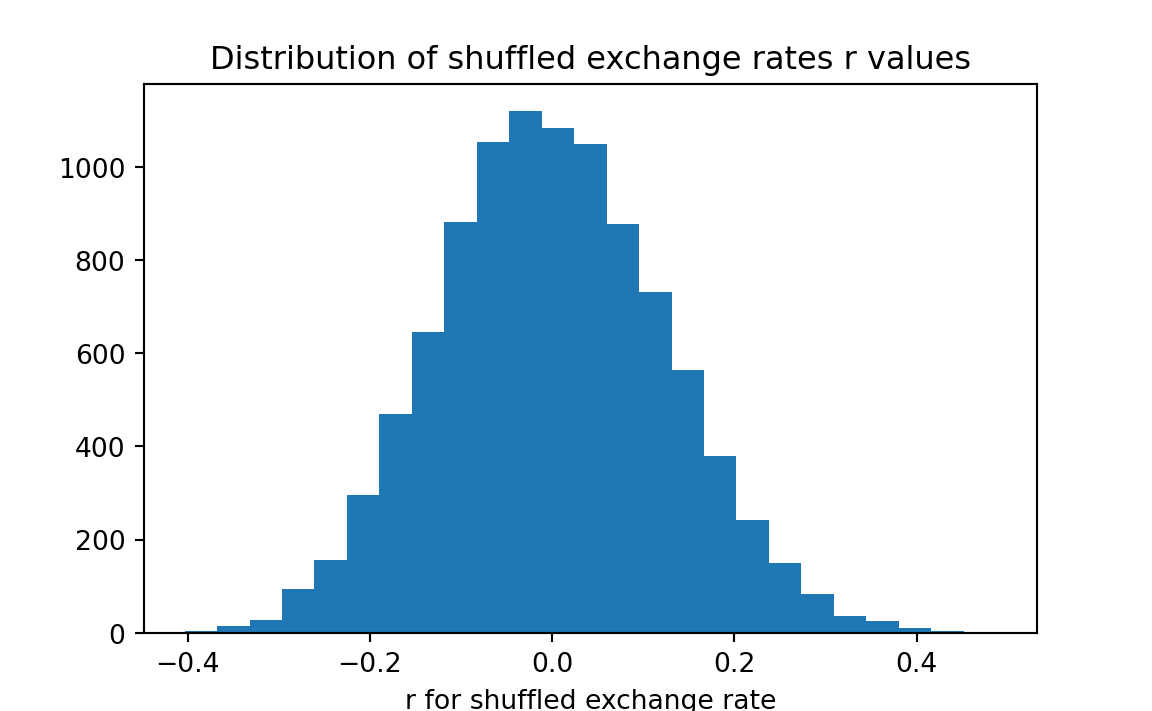 Distribution of shuffled exchange rates r values
1000
800
600
400
200
0
−0.4 −0.2 0.0 0.2 0.4
r for shuffled exchange rate